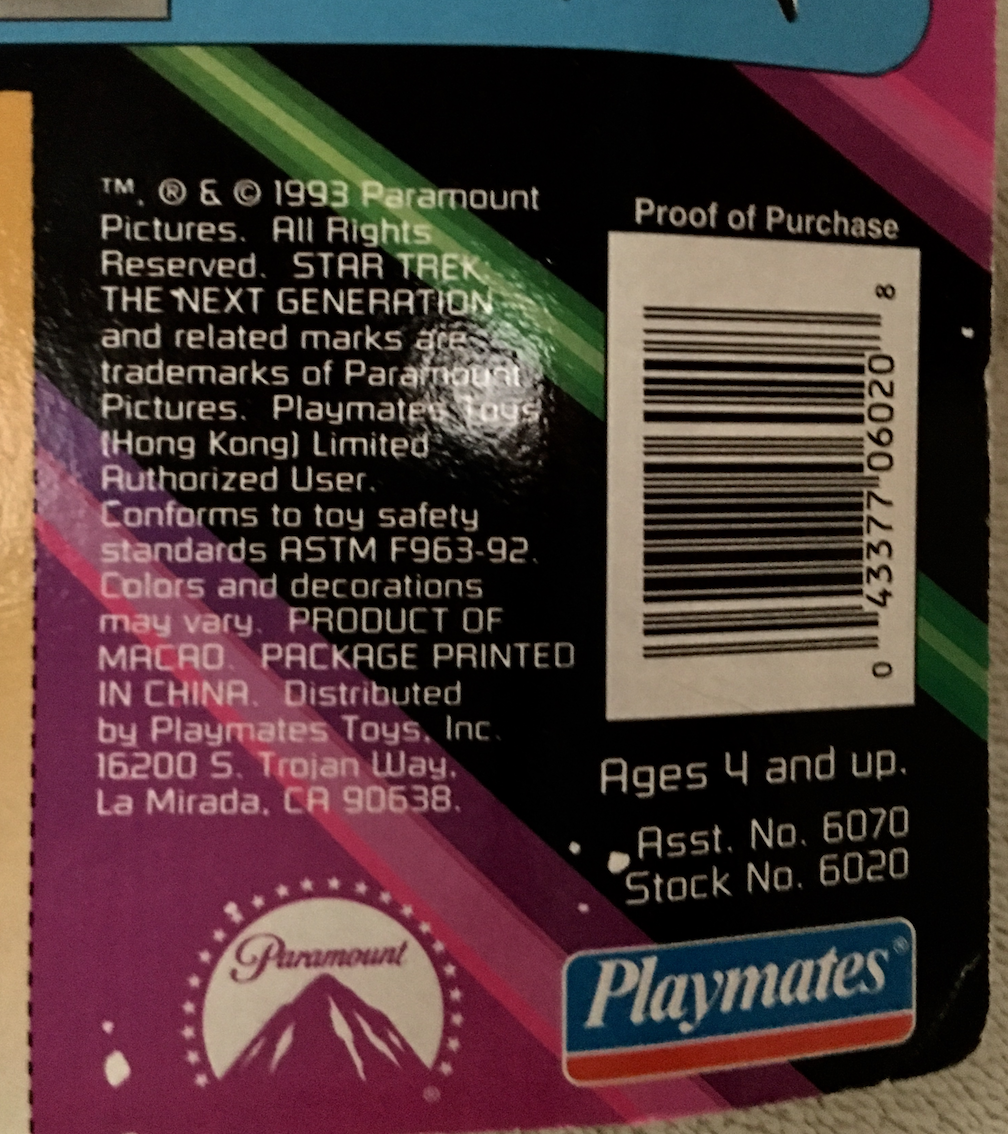 ™. ® & © 1993 Paramount
Pictures. All Rights
Reserved. STAR TREK:
THE NEXT GENERATION
and related marks are
trademarks of Paramount
Pictures. Playmates Toys
(Hong Kong) Limited
Authorized User.
Conforms to toy safety
standards ASTM F963-92.
Colors and decorations
may vary. PRODUCT OF
MACAO. PACKAGE PRINTED
IN CHINA. Distributed
by Playmates Toys, Inc.
16200 S. Trojan Way,
La Mirada, CA 90638.
Paramount
®
Proof of Purchase
0 43377 06020 8
Ages 4 and up.
Asst. No. 6070
Stock No. 6020
Playmates®